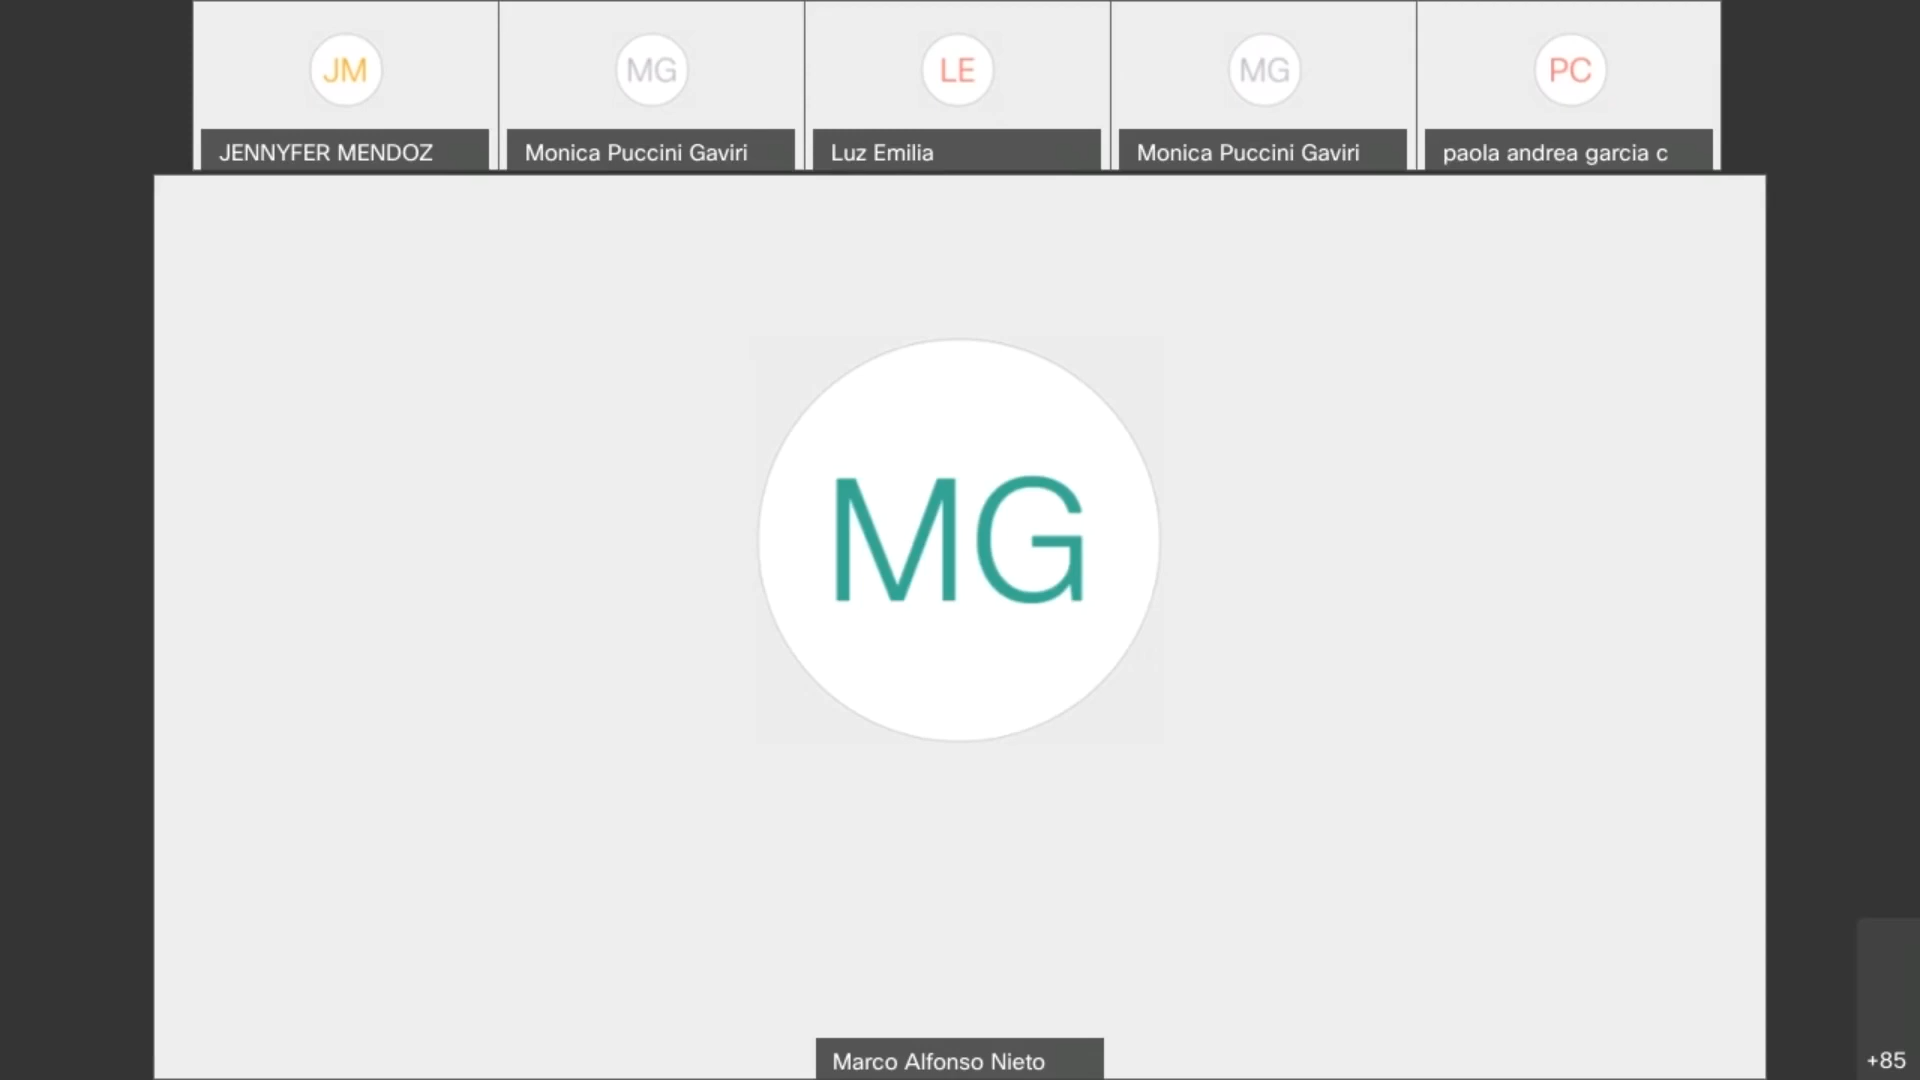 JM
MG
LE
MG
PC
JENNYFER MENDOZ
Monica Puccini Gaviri
Luz Emilia
Monica Puccini Gaviri
paola andrea garcia c
MG
Marco Alfonso Nieto
+85